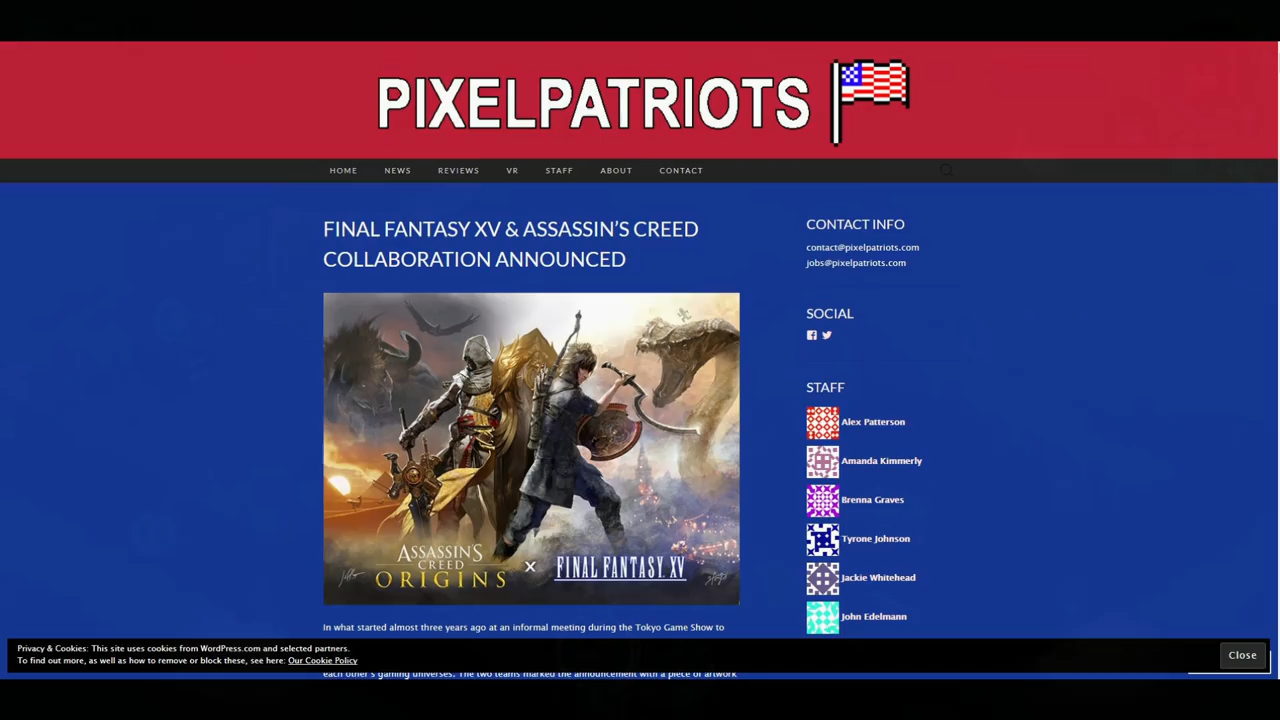 PIXELPATRIOTS
HOME NEWS REVIEWS VR STAFF ABOUT CONTACT
FINAL FANTASY XV & ASSASSIN’S CREED
COLLABORATION ANNOUNCED
ASSASSIN'S
CREED
ORIGINS
x
FINAL FANTASY XV
In what started almost three years ago at an informal meeting during the Tokyo Game Show to
each other's gaming universes. The two teams marked the announcement with a piece of artwork
CONTACT INFO
contact@pixelpatriots.com
jobs@pixelpatriots.com
SOCIAL
STAFF
Alex Patterson
Amanda Kimmerly
Brenna Graves
Tyrone Johnson
Jackie Whitehead
John Edelmann
Privacy & Cookies: This site uses cookies from WordPress.com and selected partners.
To find out more, as well as how to remove or block these, see here: Our Cookie Policy
Close